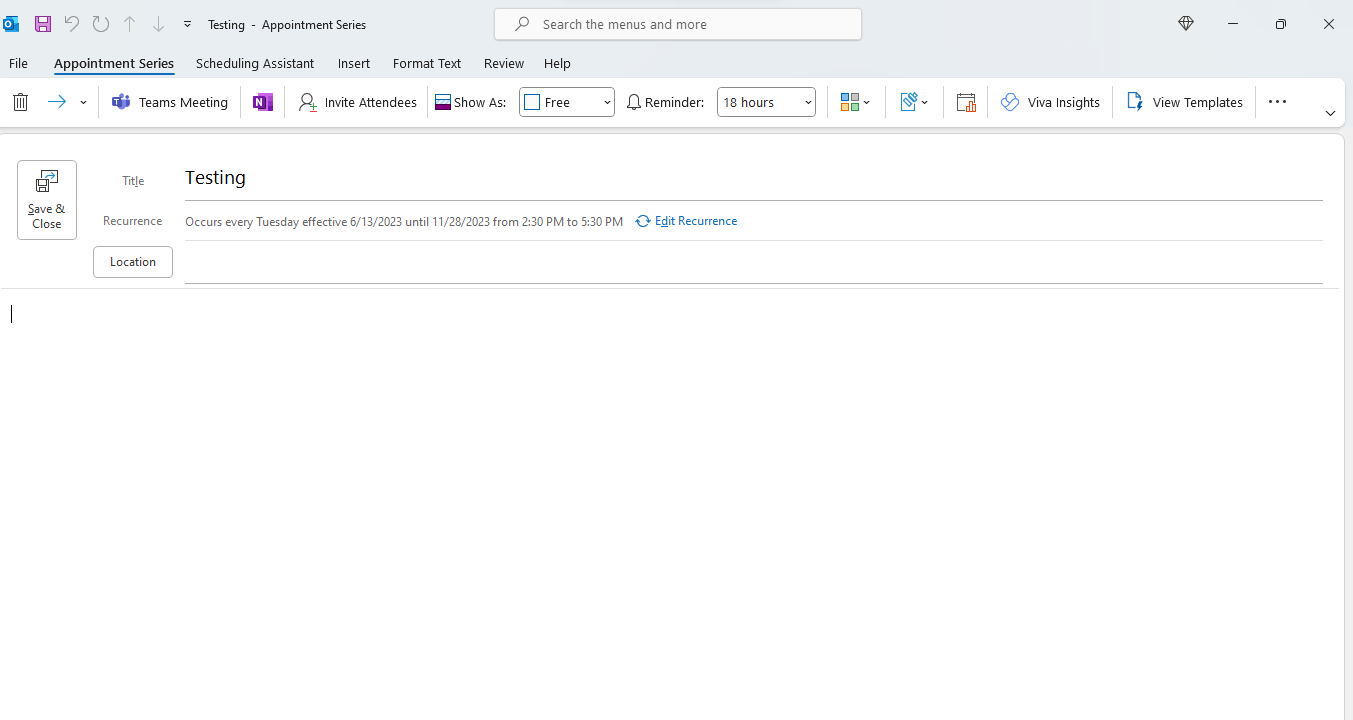 Testing - Appointment Series
Search the menus and more
File Appointment Series Scheduling Assistant Insert Format Text Review Help
Teams Meeting Invite Attendees Show As: Free Reminder: 18 hours Viva Insights View Templates
Save & Close
Title Testing
Recurrence Occurs every Tuesday effective 6/13/2023 until 11/28/2023 from 2:30 PM to 5:30 PM Edit Recurrence
Location